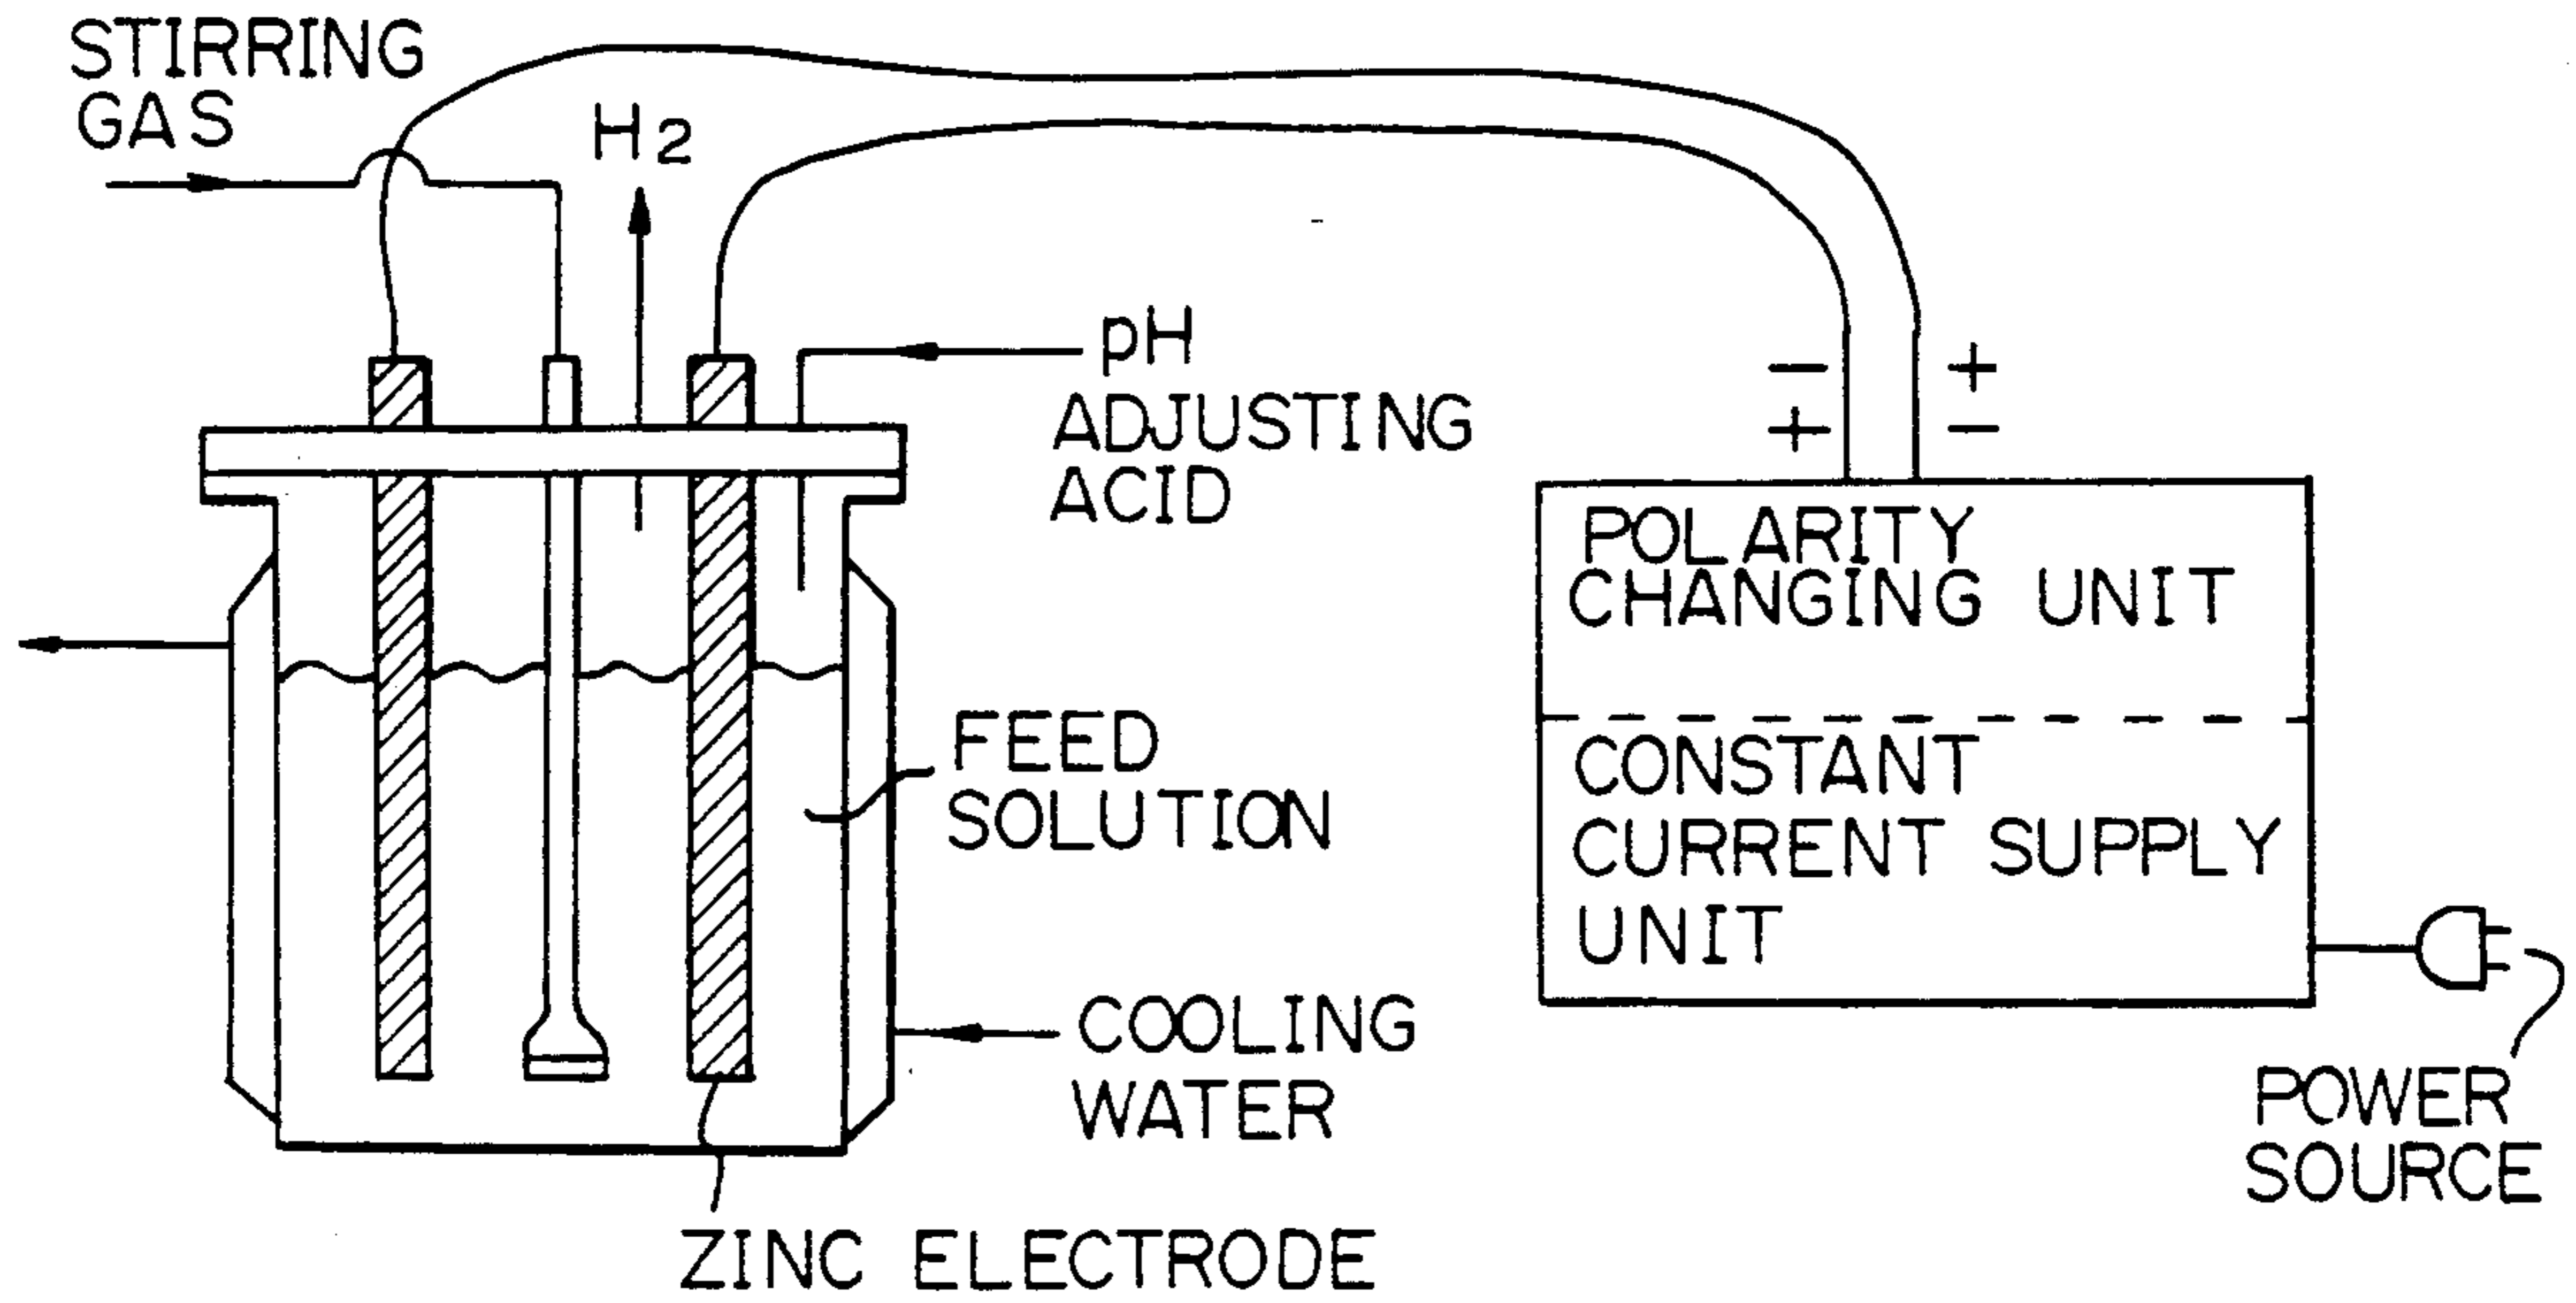 STIRRING
GAS
H2
pH
ADJUSTING
ACID
− +
+ −
POLARITY
CHANGING UNIT
CONSTANT
CURRENT SUPPLY
UNIT
FEED
SOLUTION
COOLING
WATER
POWER
SOURCE
ZINC ELECTRODE